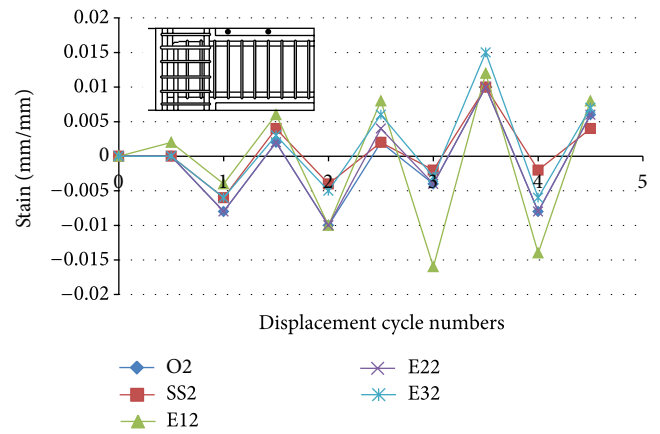 0.02
0.015
0.01
0.005
0
−0.005
−0.01
−0.015
−0.02
Stain (mm/mm)
0 1 2 3 4 5
Displacement cycle numbers
O2
SS2
E12
E22
E32